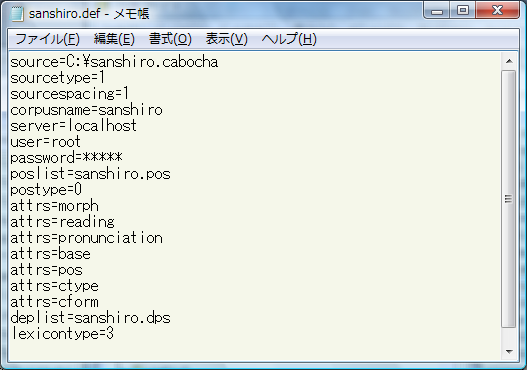 sanshiro.def - メモ帳
ファイル(F) 編集(E) 書式(O) 表示(V) ヘルプ(H)
source=C:¥sanshiro.cabocha
sourcetype=1
sourcespacing=1
corpusname=sanshiro
server=localhost
user=root
password=*****
poslist=sanshiro.pos
postype=0
attrs=morph
attrs=reading
attrs=pronunciation
attrs=base
attrs=pos
attrs=ctype
attrs=cform
deplist=sanshiro.dps
lexicontype=3